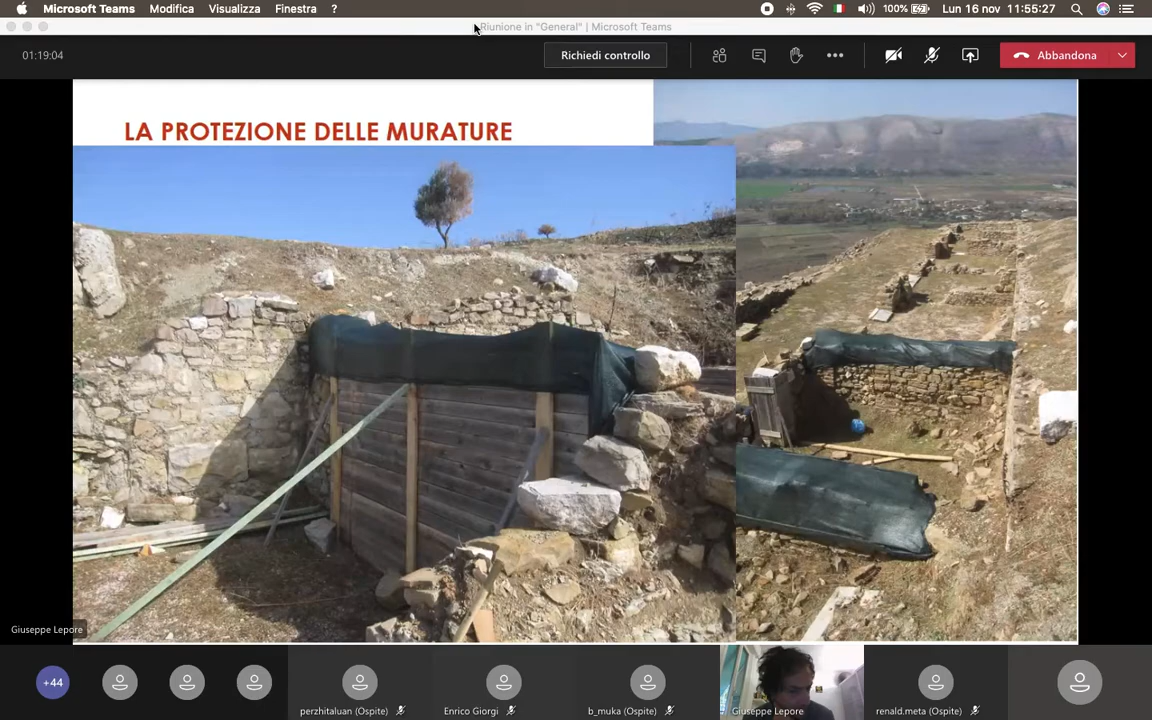 Microsoft Teams Modifica Visualizza Finestra ? 100% Lun 16 nov 11:55:27
Riunione in "General" | Microsoft Teams
01:19:04 Richiedi controllo Abbandona
LA PROTEZIONE DELLE MURATURE
Giuseppe Lepore
+44 perzhitaluan (Ospite) Enrico Giorgi b_muka (Ospite) Giuseppe Lepore renald.meta (Ospite)